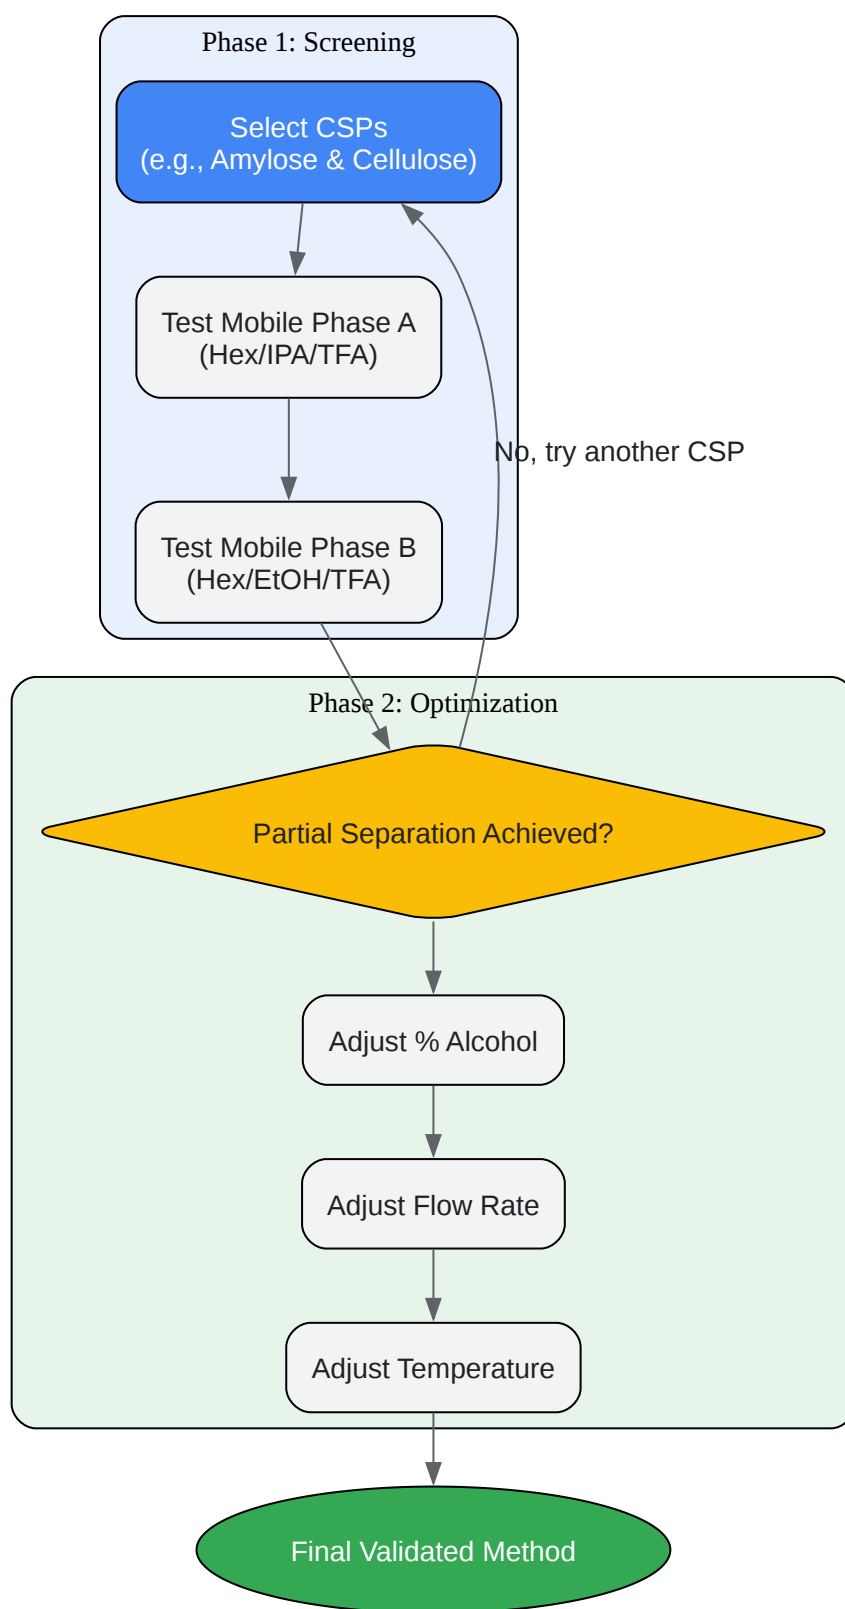 Phase 1: Screening
Select CSPs
(e.g., Amylose & Cellulose)
Test Mobile Phase A
(Hex/IPA/TFA)
No, try another CSP
Test Mobile Phase B
(Hex/EtOH/TFA)
Phase 2: Optimization
Partial Separation Achieved?
Adjust % Alcohol
Adjust Flow Rate
Adjust Temperature
Final Validated Method